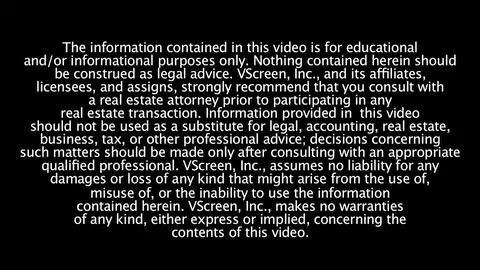 The information contained in this video is for educational
and/or informational purposes only. Nothing contained herein should
be construed as legal advice. VScreen, Inc., and its affiliates,
licensees, and assigns, strongly recommend that you consult with
a real estate attorney prior to participating in any
real estate transaction. Information provided in this video
should not be used as a substitute for legal, accounting, real estate,
business, tax, or other professional advice; decisions concerning
such matters should be made only after consulting with an appropriate
qualified professional. VScreen, Inc., assumes no liability for any
damages or loss of any kind that might arise from the use of,
misuse of, or the inability to use the information
contained herein. VScreen, Inc., makes no warranties
of any kind, either express or implied, concerning the
contents of this video.